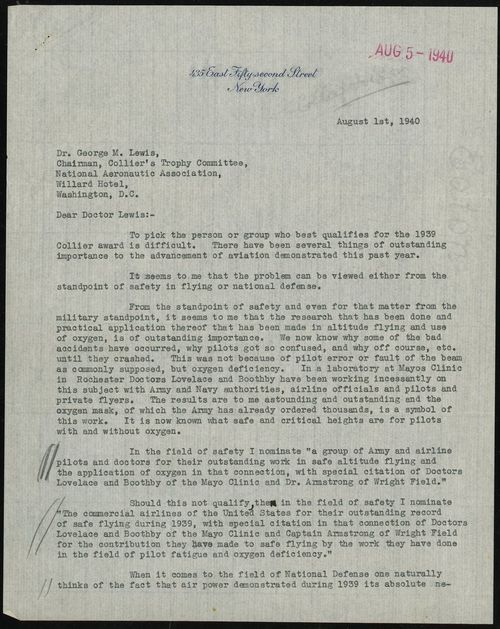 AUG 5 - 1940
435 East Fifty-second Street
New York
August 1st, 1940
Dr. George M. Lewis,
Chairman, Collier's Trophy Committee,
National Aeronautic Association,
Willard Hotel,
Washington, D.C.
Dear Doctor Lewis:-
To pick the person or group who best qualifies for the 1939
Collier award is difficult. There have been several things of outstanding
importance to the advancement of aviation demonstrated this past year.
It seems to me that the problem can be viewed either from the
standpoint of safety in flying or national defense.
From the standpoint of safety and even for that matter from the
military standpoint, it seems to me that the research that has been done and
practical application thereof that has been made in altitude flying and use
of oxygen, is of outstanding importance. We now know why some of the bad
accidents have occurred, why pilots got so confused, and why off course, etc.
until they crashed. This was not because of pilot error or fault of the beam
as commonly supposed, but oxygen deficiency. In a laboratory at Mayos Clinic
in Rochester Doctors Lovelace and Boothby have been working incessantly on
this subject with Army and Navy authorities, airline officials and pilots and
private flyers. The results are to me astounding and outstanding and the
oxygen mask, of which the Army has already ordered thousands, is a symbol of
this work. It is now known what safe and critical heights are for pilots
with and without oxygen.
In the field of safety I nominate "a group of Army and airline
pilots and doctors for their outstanding work in safe altitude flying and
the application of oxygen in that connection, with special citation of Doctors
Lovelace and Boothby of the Mayo Clinic and Dr. Armstrong of Wright Field."
Should this not qualify, then in the field of safety I nominate
"The commercial airlines of the United States for their outstanding record
of safe flying during 1939, with special citation in that connection of Doctors
Lovelace and Boothby of the Mayo Clinic and Captain Armstrong of Wright Field
for the contribution they have made to safe flying by the work they have done
in the field of pilot fatigue and oxygen deficiency."
When it comes to the field of National Defense one naturally
thinks of the fact that air power demonstrated during 1939 its absolute ne-